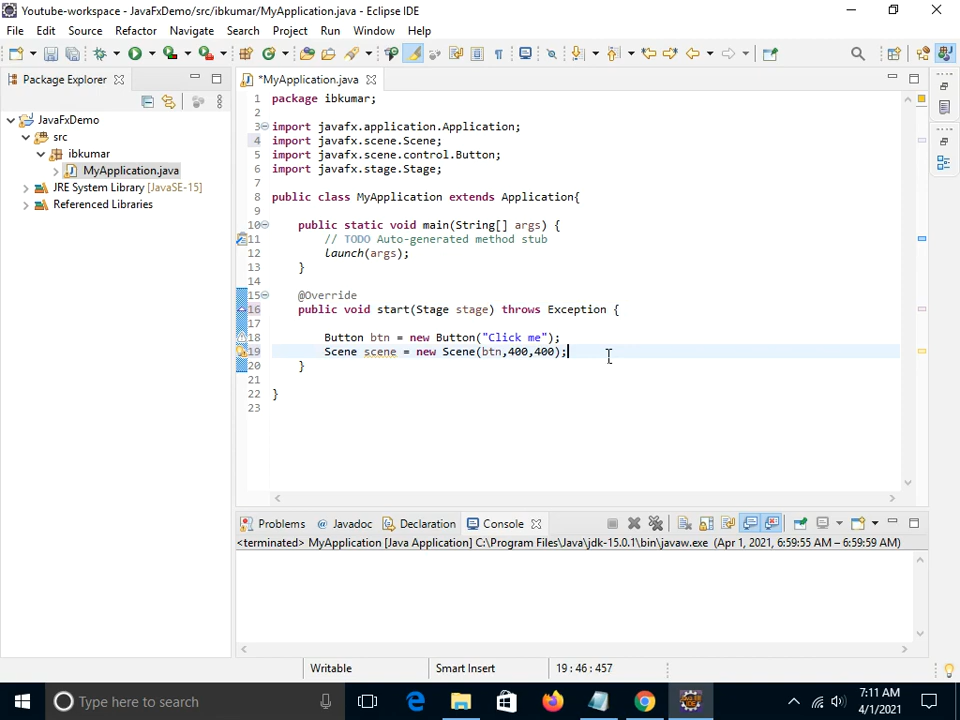 Youtube-workspace - JavaFxDemo/src/ibkumar/MyApplication.java - Eclipse IDE
File Edit Source Refactor Navigate Search Project Run Window Help
Package Explorer
*MyApplication.java
JavaFxDemo
src
ibkumar
MyApplication.java
JRE System Library [JavaSE-15]
Referenced Libraries
1 package ibkumar;
2
3 import javafx.application.Application;
4 import javafx.scene.Scene;
5 import javafx.scene.control.Button;
6 import javafx.stage.Stage;
7
8 public class MyApplication extends Application{
9
10 public static void main(String[] args) {
11 // TODO Auto-generated method stub
12 launch(args);
13 }
14
15 @Override
16 public void start(Stage stage) throws Exception {
17
18 Button btn = new Button("Click me");
19 Scene scene = new Scene(btn,400,400);
20 }
21
22 }
23
Problems @ Javadoc Declaration Console
<terminated> MyApplication [Java Application] C:\Program Files\Java\jdk-15.0.1\bin\javaw.exe (Apr 1, 2021, 6:59:55 AM – 6:59:59 AM)
Writable Smart Insert 19 : 46 : 457
Type here to search
7:11 AM
4/1/2021